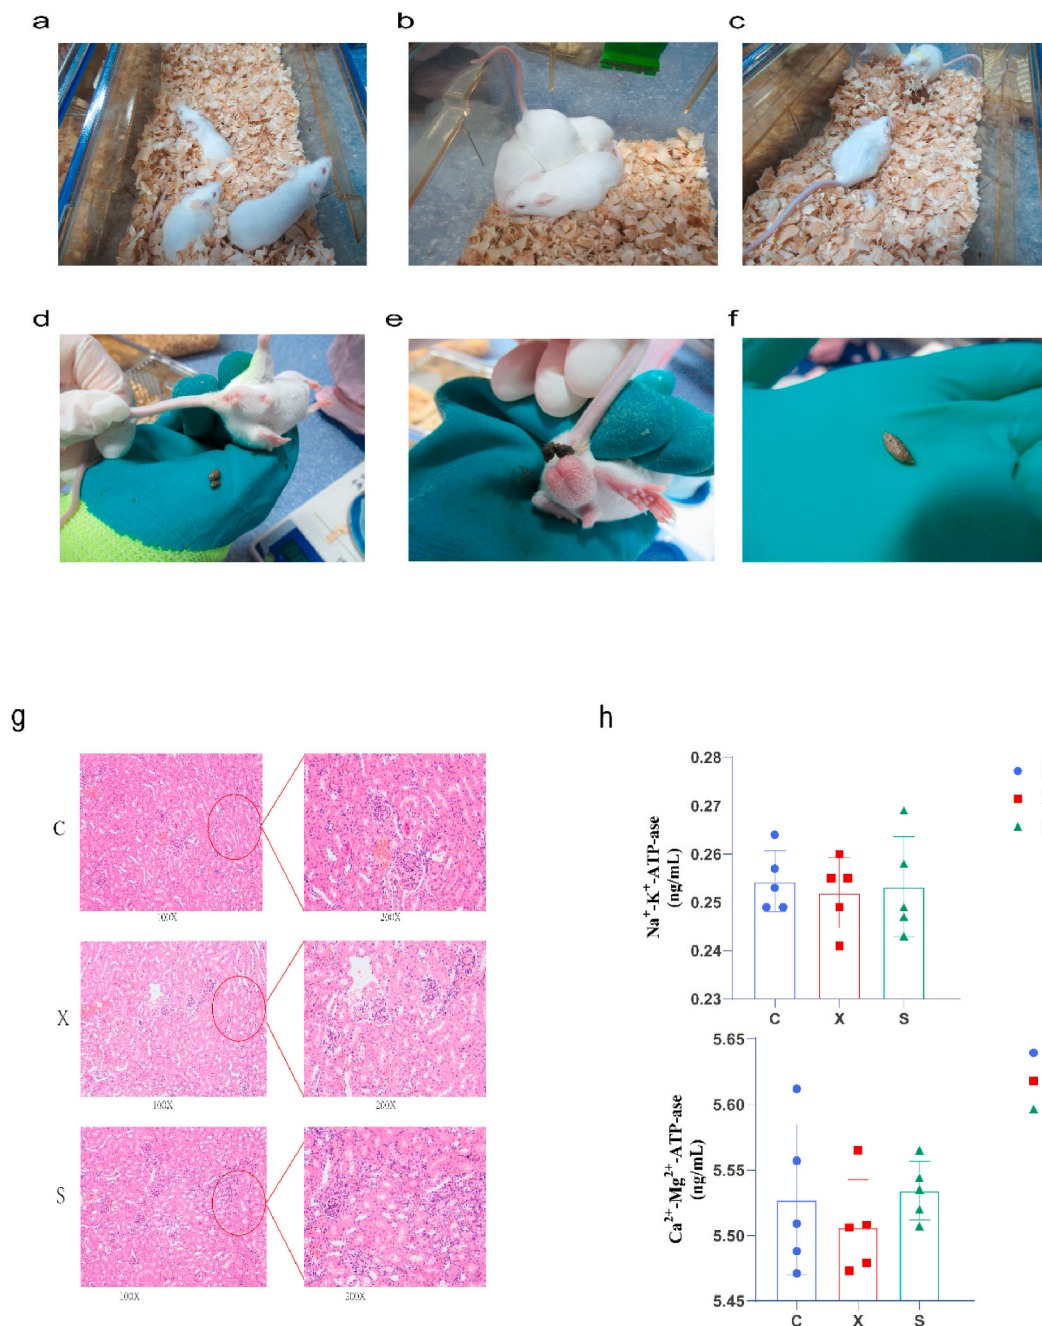 a
b
c
d
e
f
g
h
C
100X
200X
X
100X
200X
S
100X
200X
0.28
0.27
0.26
0.25
0.24
0.23
Na⁺-K⁺-ATP-ase
(ng/mL)
C X S
5.65
5.60
5.55
5.50
5.45
Ca²⁺-Mg²⁺-ATP-ase
(ng/mL)
C X S